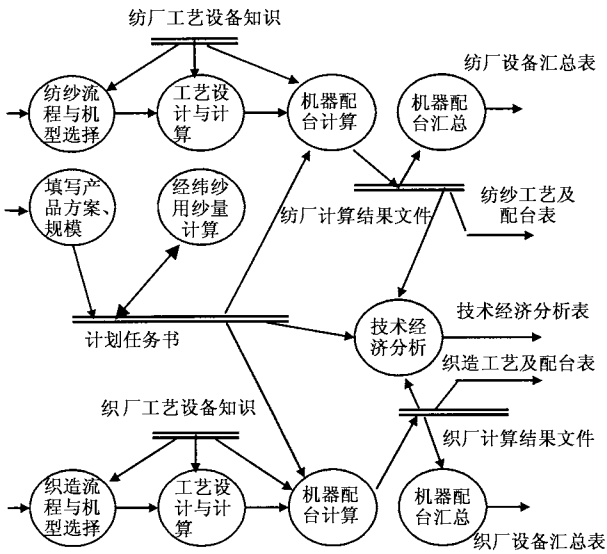 纺厂工艺设备知识
纺厂设备汇总表
纺纱流
程与机
型选择
工艺设
计与计
算
机器配
台计算
机器配
台汇总
填写产
品方案、
规模
经纬纱
用纱量
计算
纺厂计算结果文件
纺纱工艺及
配台表
计划任务书
技术经
济分析
技术经济分析表
织造工艺及配台表
织厂工艺设备知识
织厂计算结果文件
织造流
程与机
型选择
工艺设
计与计
算
机器配
台计算
机器配
台汇总
织厂设备汇总表